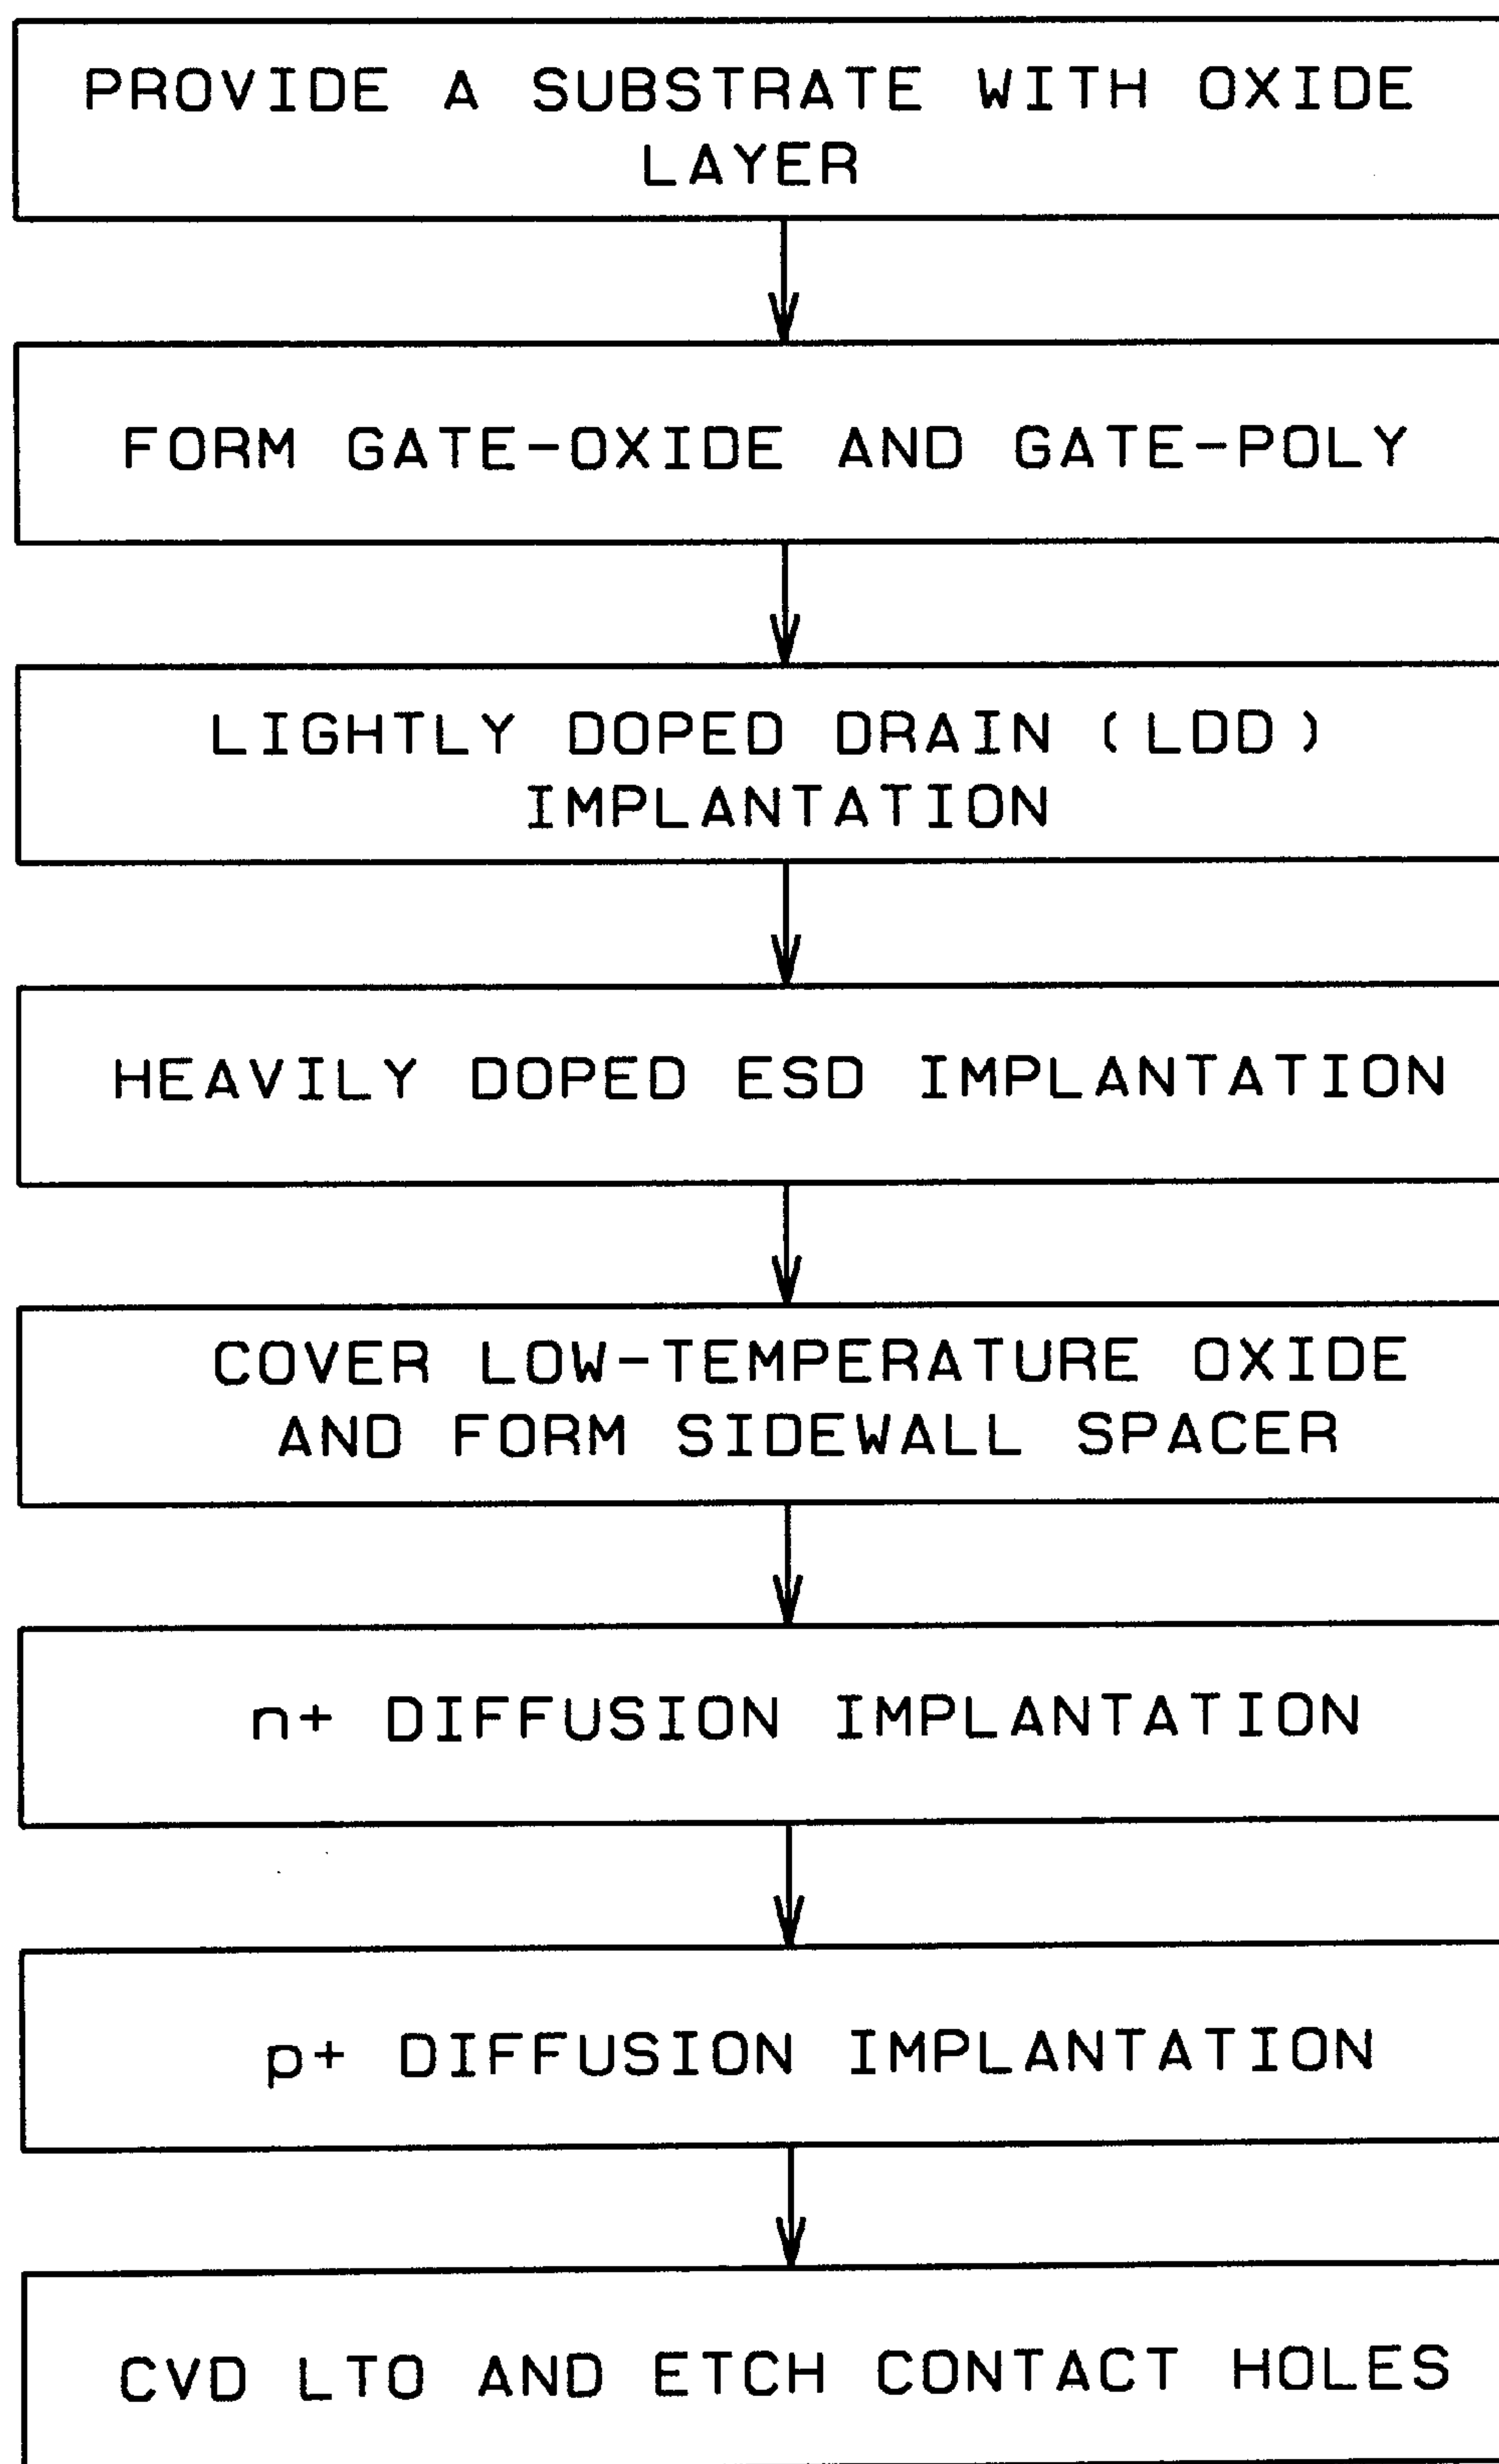 PROVIDE A SUBSTRATE WITH OXIDE
LAYER
FORM GATE-OXIDE AND GATE-POLY
LIGHTLY DOPED DRAIN (LDD)
IMPLANTATION
HEAVILY DOPED ESD IMPLANTATION
COVER LOW-TEMPERATURE OXIDE
AND FORM SIDEWALL SPACER
n+ DIFFUSION IMPLANTATION
p+ DIFFUSION IMPLANTATION
CVD LTO AND ETCH CONTACT HOLES